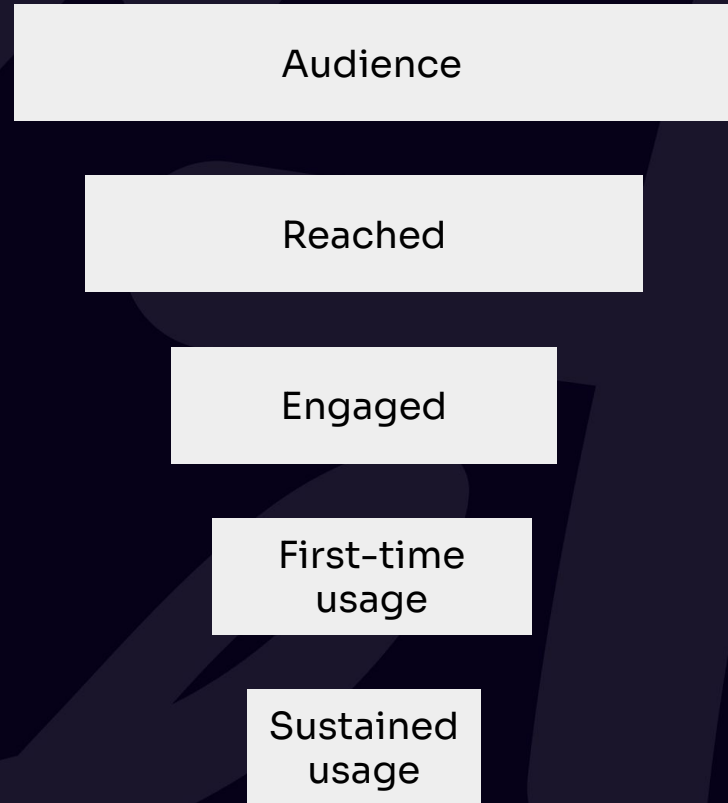 Audience
Reached
Engaged
First-time
usage
Sustained
usage